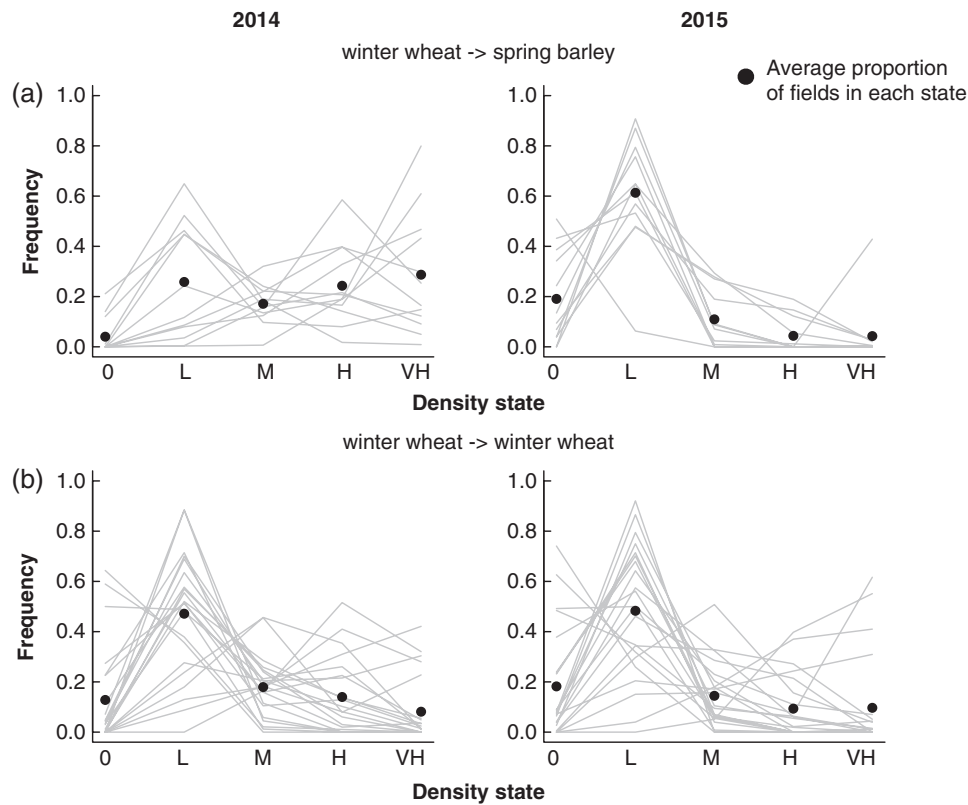 2014 2015
winter wheat -> spring barley
Average proportion
of fields in each state
(a)
1.0 1.0
0.8 0.8
0.6 0.6
0.4 0.4
0.2 0.2
0.0 0.0
Frequency
0 L M H VH 0 L M H VH
Density state
winter wheat -> winter wheat
(b)
1.0 1.0
0.8 0.8
0.6 0.6
0.4 0.4
0.2 0.2
0.0 0.0
Frequency
0 L M H VH 0 L M H VH
Density state